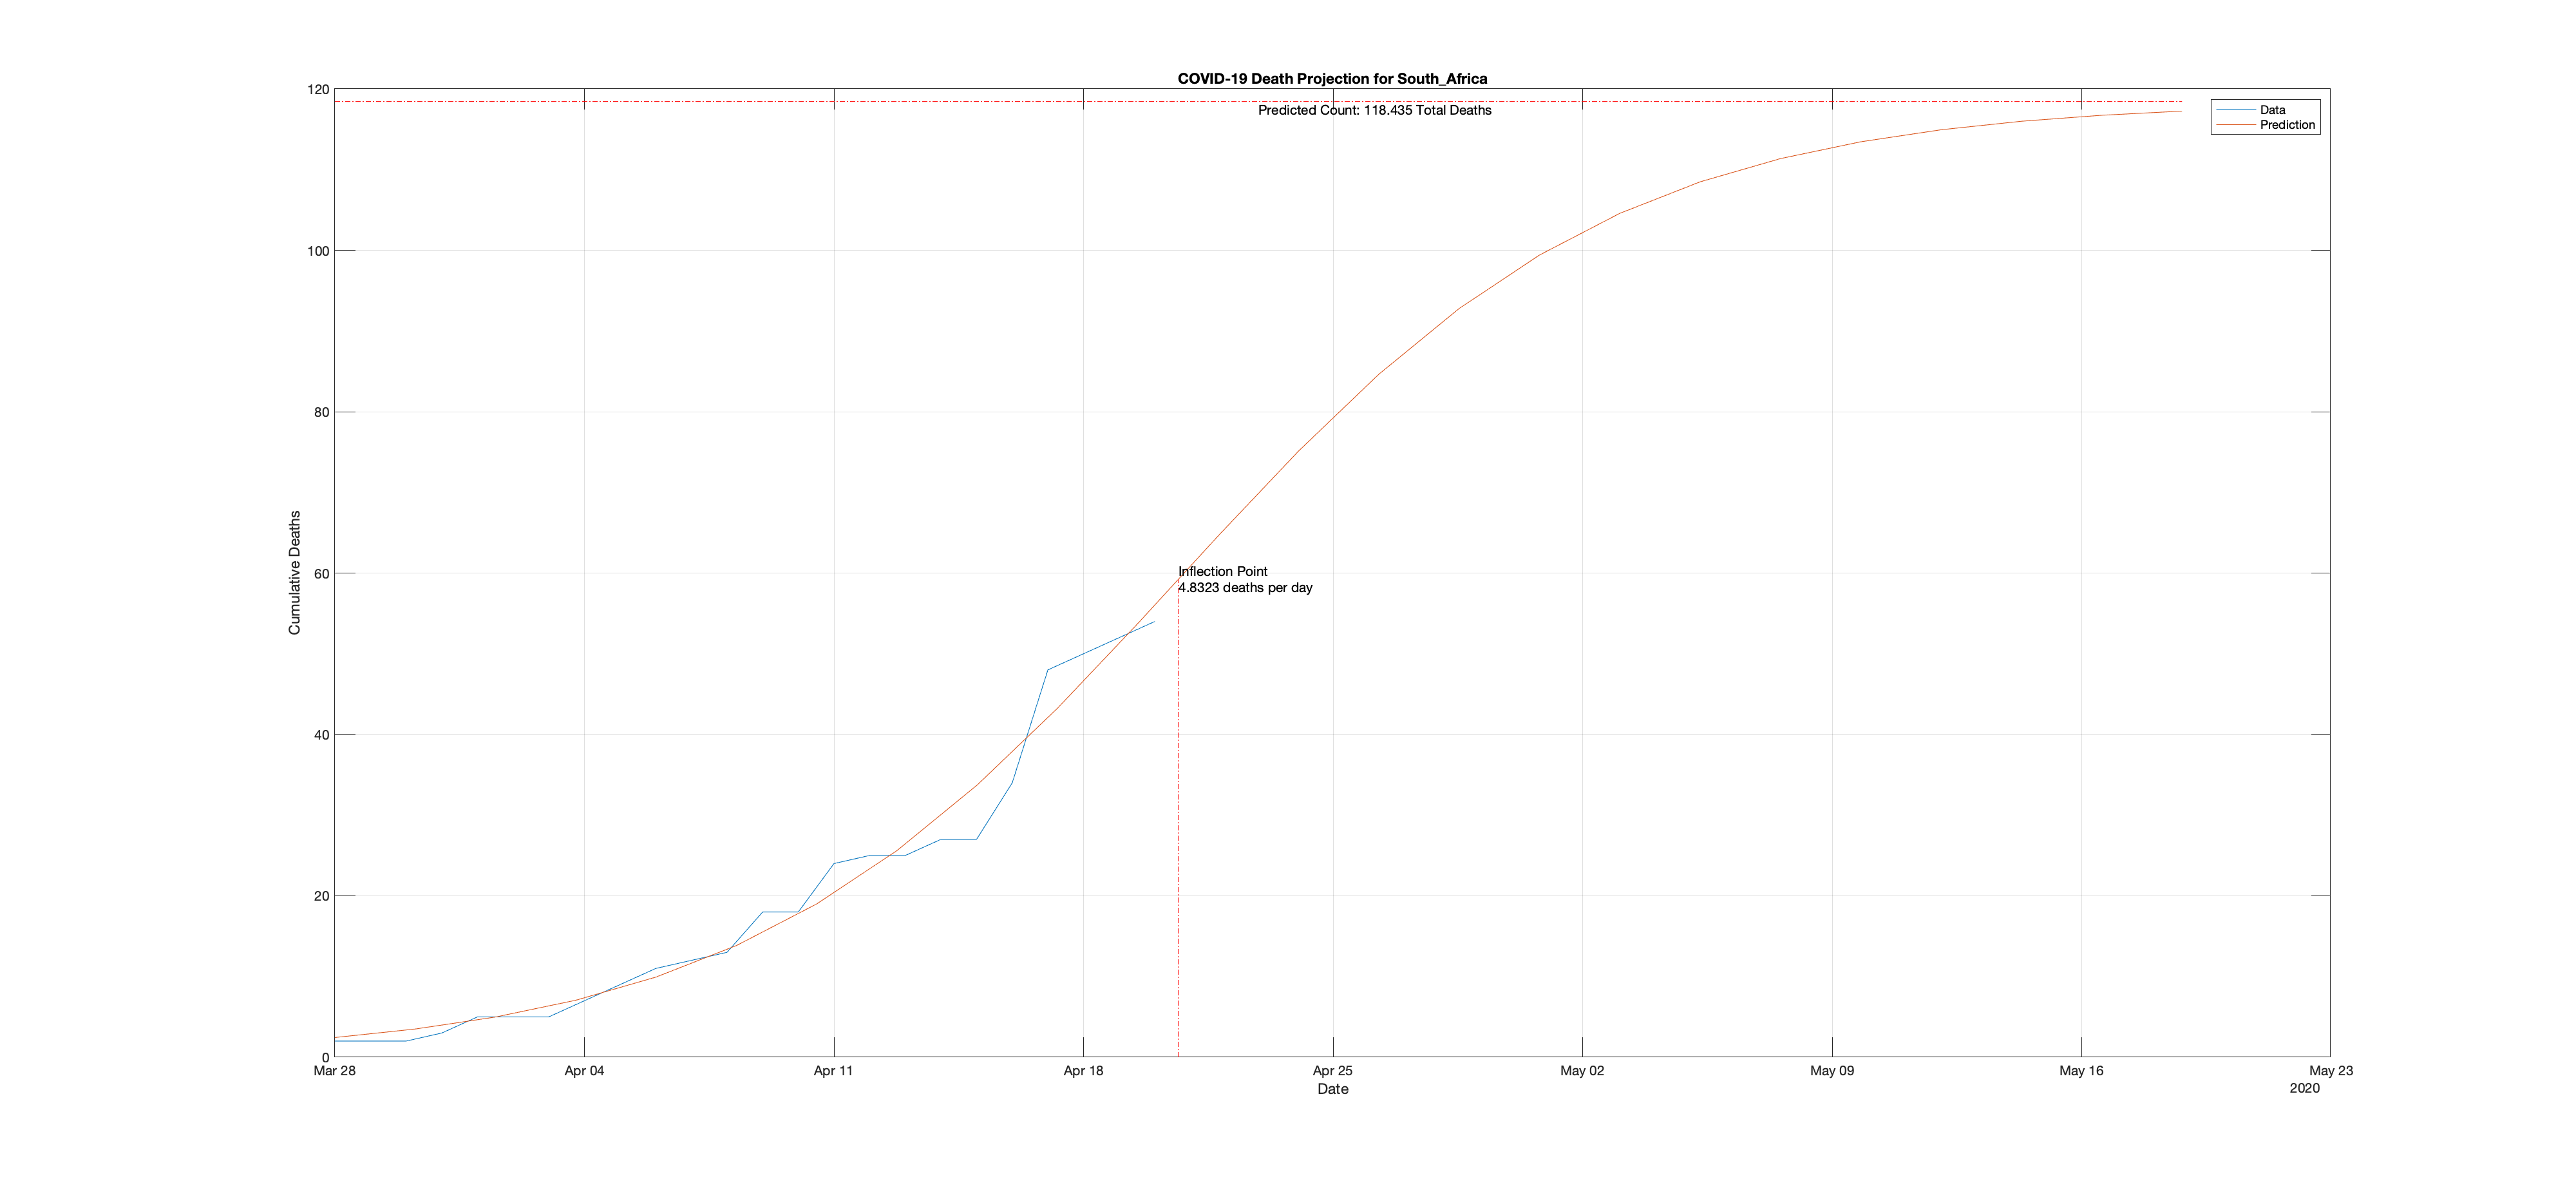 COVID-19 Death Projection for South_Africa
120
Predicted Count: 118.435 Total Deaths
Data
Prediction
100
80
60
Inflection Point
4.8323 deaths per day
Cumulative Deaths
40
20
0
Mar 28
Apr 04
Apr 11
Apr 18
Apr 25
May 02
May 09
May 16
May 23
Date
2020